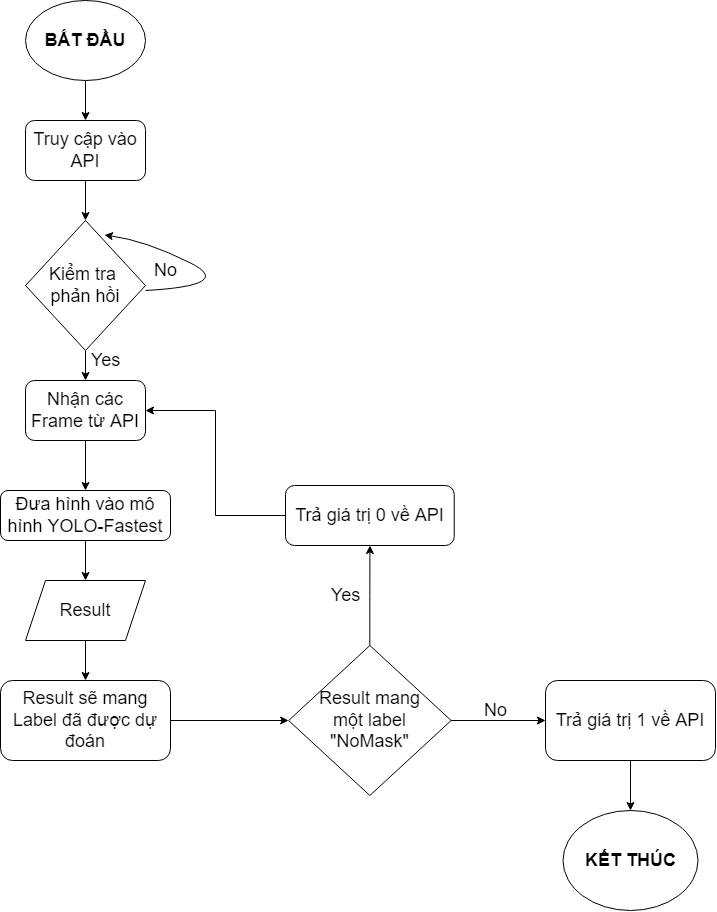 BẮT ĐẦU
Truy cập vào
API
Kiểm tra
phản hồi
No
Yes
Nhận các
Frame từ API
Đưa hình vào mô
hình YOLO-Fastest
Result
Result sẽ mang
Label đã được dự
đoán
Result mang
một label
"NoMask"
Yes
Trả giá trị 0 về API
No
Trả giá trị 1 về API
KẾT THÚC